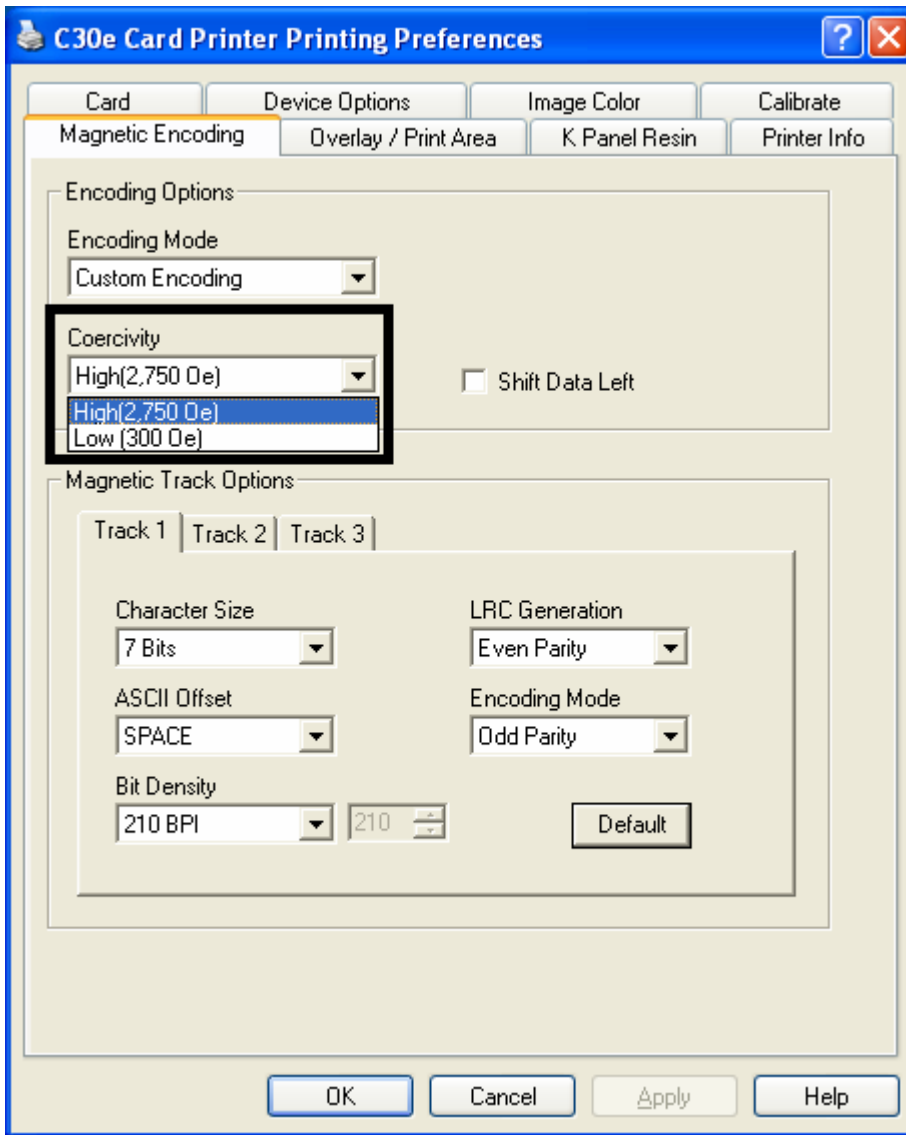 C30e Card Printer Printing Preferences
Card Device Options Image Color Calibrate
Magnetic Encoding Overlay / Print Area K Panel Resin Printer Info
Encoding Options
Encoding Mode
Custom Encoding
Coercivity
High(2,750 Oe)
Shift Data Left
High(2,750 Oe)
Low (300 Oe)
Magnetic Track Options
Track 1 Track 2 Track 3
Character Size LRC Generation
7 Bits Even Parity
ASCII Offset Encoding Mode
SPACE Odd Parity
Bit Density
210 BPI 210 Default
OK Cancel Apply Help